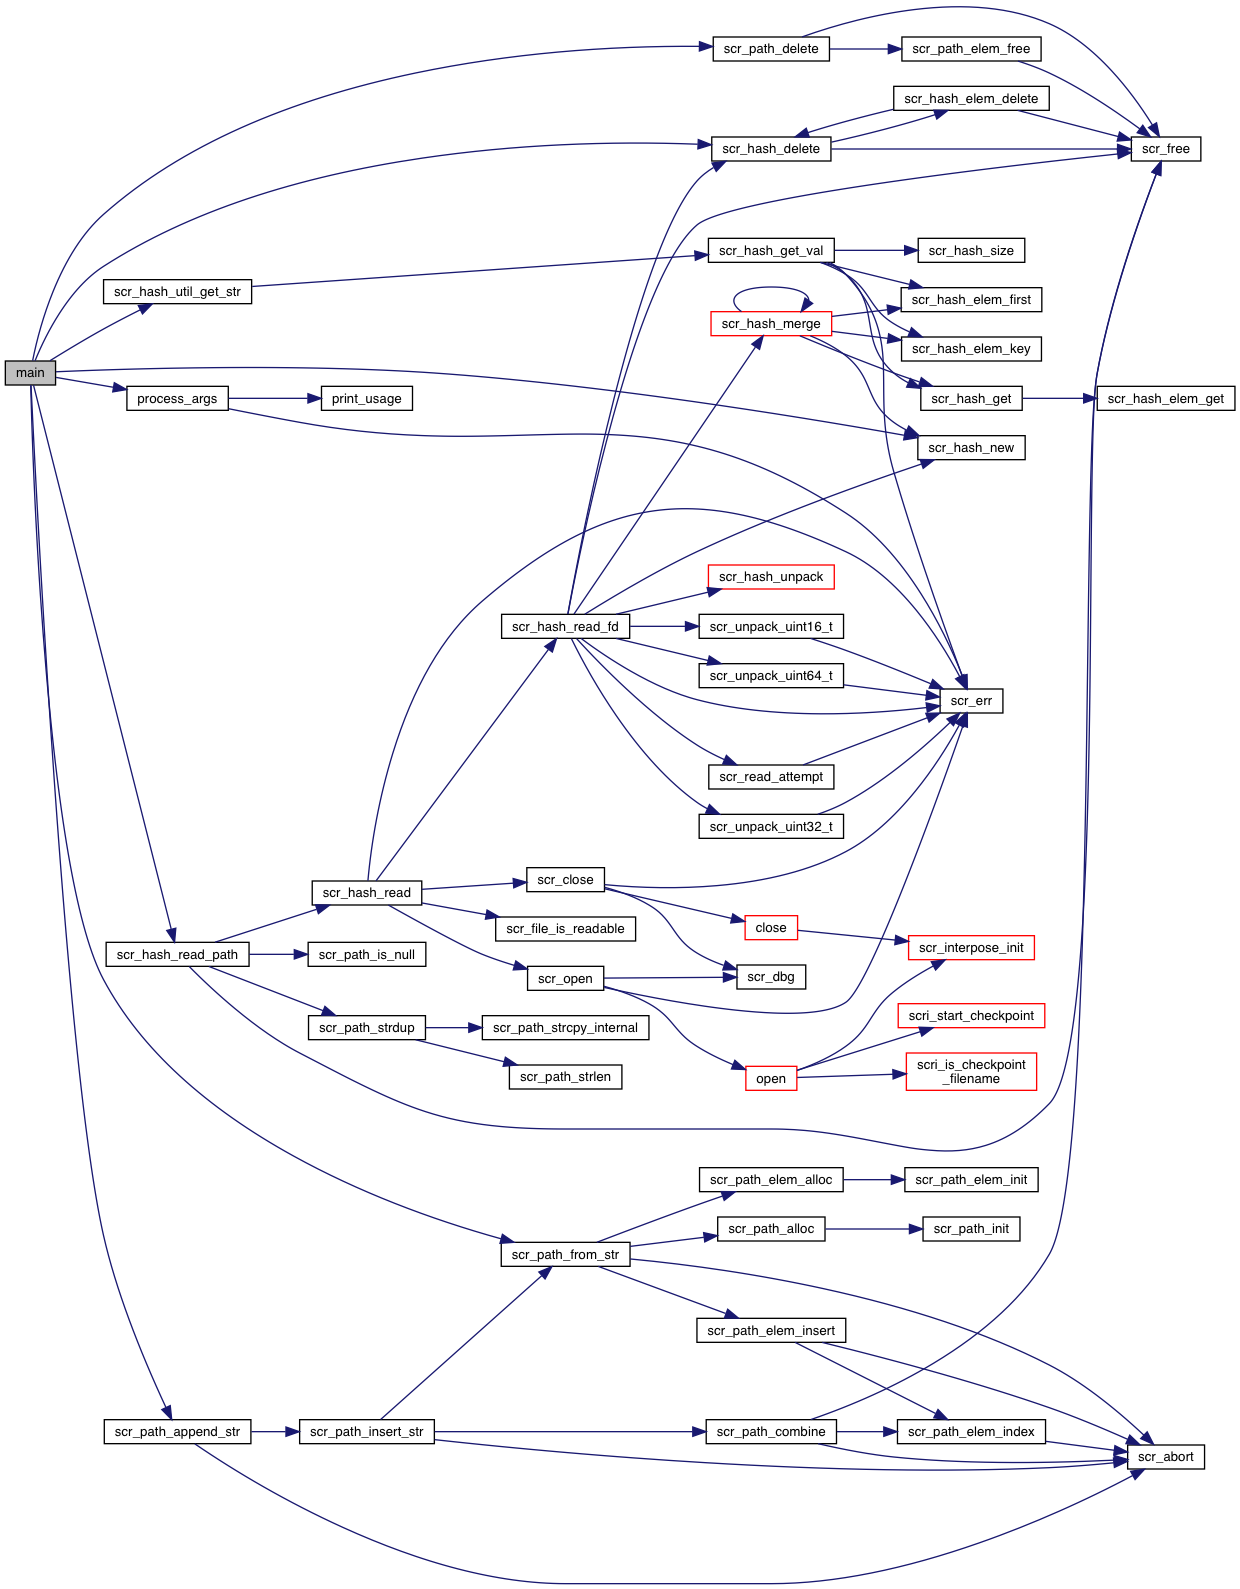 scr_path_delete
scr_path_elem_free
scr_hash_elem_delete
scr_hash_delete
scr_free
scr_hash_get_val
scr_hash_size
scr_hash_util_get_str
scr_hash_elem_first
scr_hash_merge
scr_hash_elem_key
main
process_args
print_usage
scr_hash_get
scr_hash_elem_get
scr_hash_new
scr_hash_unpack
scr_hash_read_fd
scr_unpack_uint16_t
scr_unpack_uint64_t
scr_err
scr_read_attempt
scr_unpack_uint32_t
scr_close
scr_hash_read
scr_file_is_readable
close
scr_interpose_init
scr_hash_read_path
scr_path_is_null
scr_open
scr_dbg
scri_start_checkpoint
scr_path_strdup
scr_path_strcpy_internal
scri_is_checkpoint
_filename
scr_path_strlen
open
scr_path_elem_alloc
scr_path_elem_init
scr_path_alloc
scr_path_init
scr_path_from_str
scr_path_elem_insert
scr_path_append_str
scr_path_insert_str
scr_path_combine
scr_path_elem_index
scr_abort